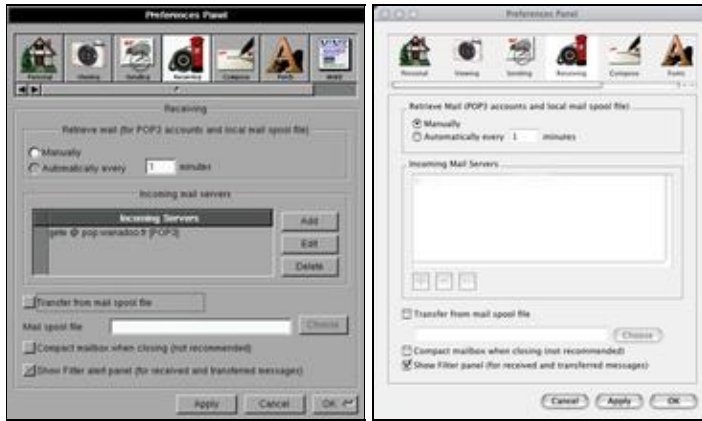 Preferences Panel
Personal
Viewing
Sending
Receiving
Compose
Receiving
Retrieve mail (for POP3 accounts and local mail spool file)
Manually
Automatically every 1 minutes
Incoming mail servers
Incoming Servers
@ pop.wanadoo.fr [POP3]
Add
Edit
Delete
Transfer from mail spool file
Mail spool file
Choose
Compact mailbox when closing (not recommended)
Show Filter alert panel (for received and transferred messages)
Apply
Cancel
OK
Preferences Panel
Personal
Viewing
Sending
Receiving
Compose
Fonts
Retrieve Mail (POP3 accounts and local mail spool file)
Manually
Automatically every 1 minutes
Incoming Mail Servers
Transfer from mail spool file
Choose
Compact mailbox when closing (not recommended)
Show Filter panel (for received and transferred messages)
Cancel
Apply
OK